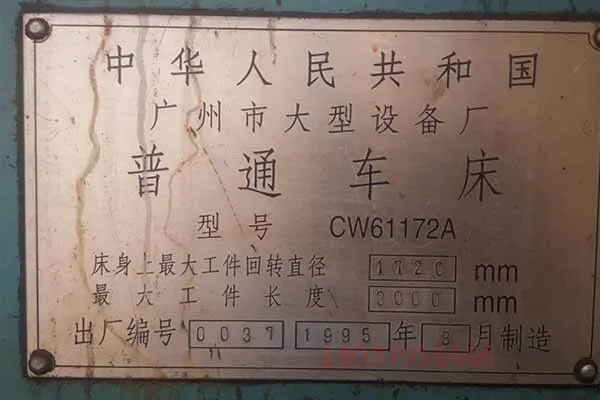 中华人民共和国
广州市大型设备厂
普通车床
型号 CW61172A
床身上最大工件回转直径 1720 mm
最大工件长度 3000 mm
出厂编号 0037 1995 年 8 月制造
18037056666